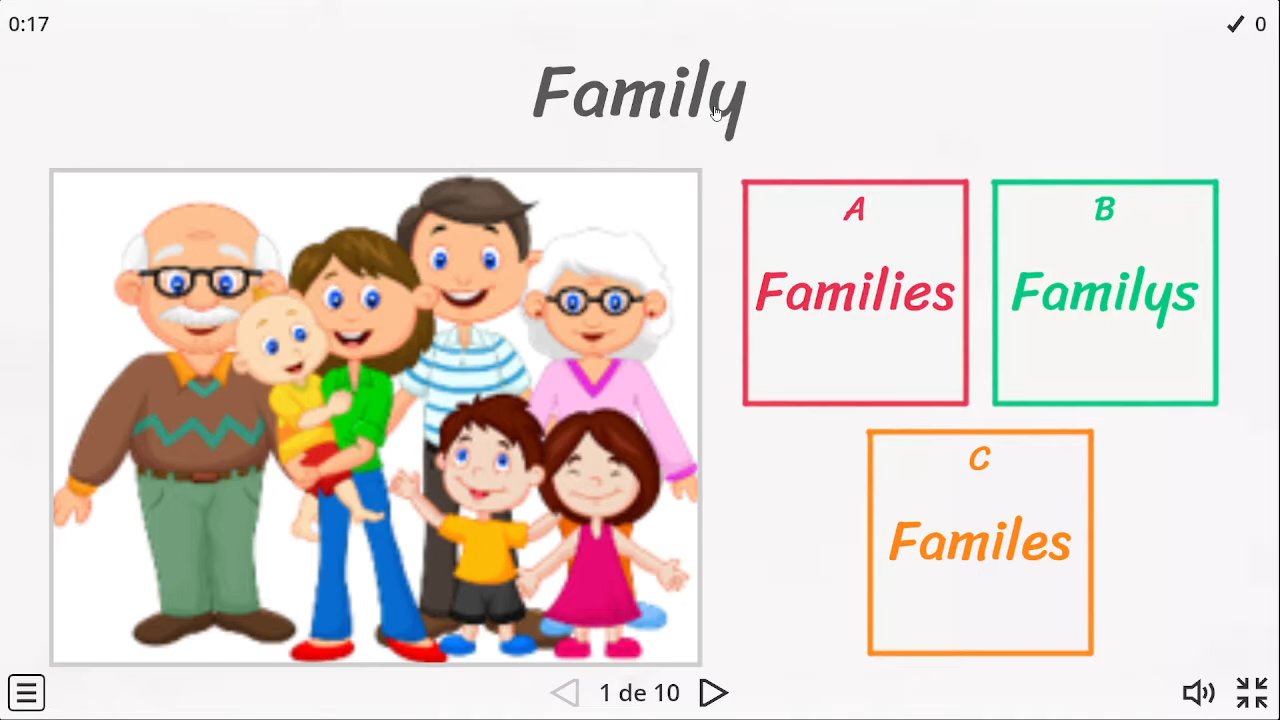 0:17
✓ 0
Family
A
Families
B
Familys
C
Familes
1 de 10